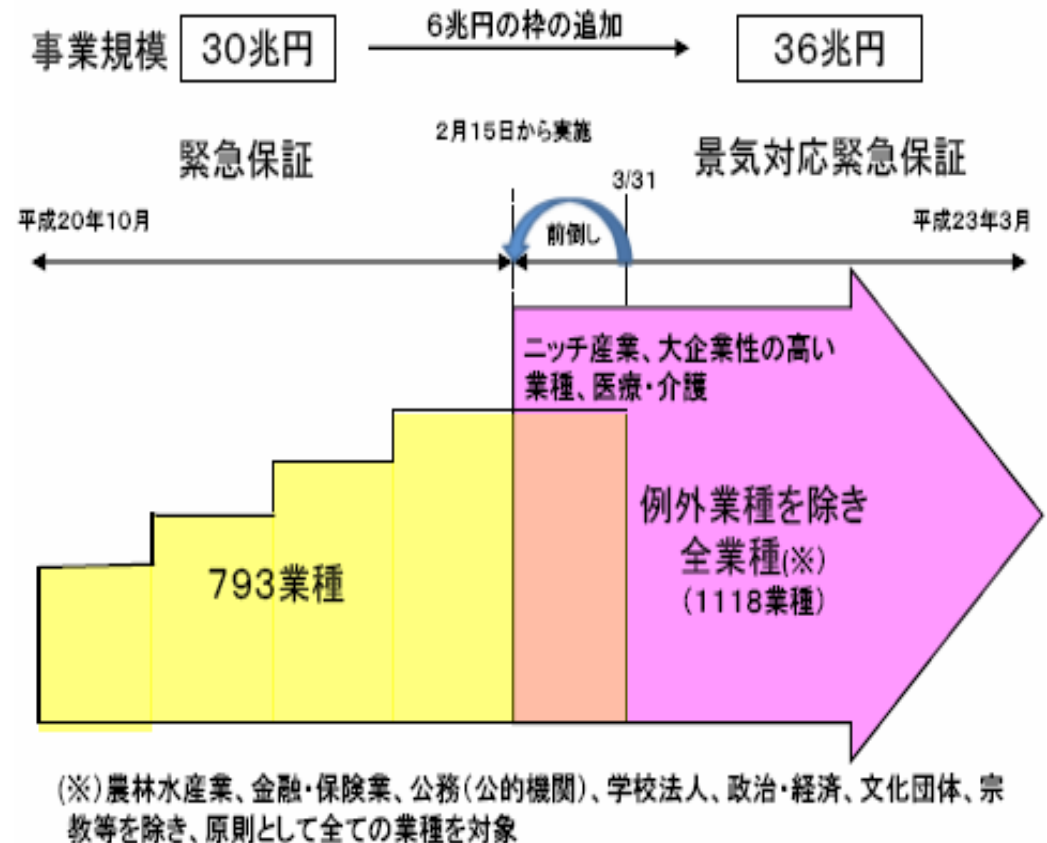 事業規模 30兆円 6兆円の枠の追加 36兆円
2月15日から実施
緊急保証
景気対応緊急保証
3/31
平成20年10月
前倒し
平成23年3月
ニッチ産業、大企業性の高い
業種、医療・介護
793業種
例外業種を除き
全業種(※)
(1118業種)
(※)農林水産業、金融・保険業、公務(公的機関)、学校法人、政治・経済、文化団体、宗
教等を除き、原則として全ての業種を対象